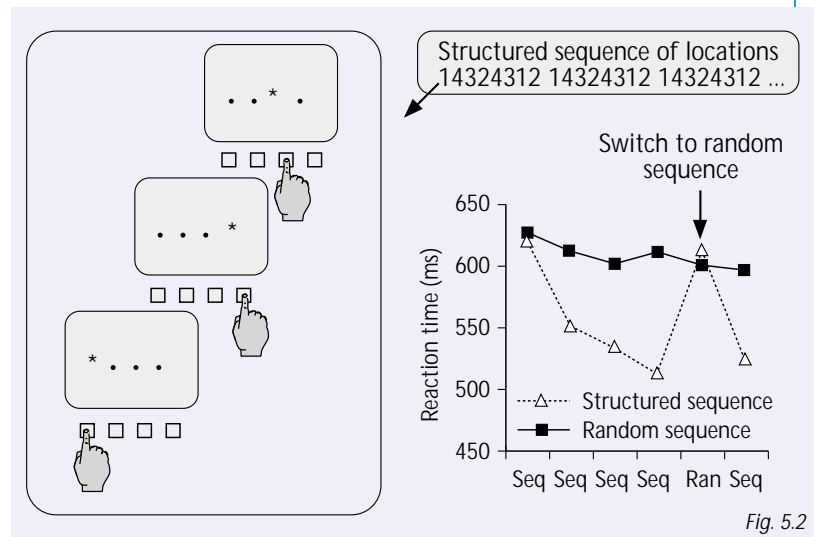 Structured sequence of locations
14324312 14324312 14324312 ...
Switch to random
sequence
Reaction time (ms)
650
600
550
500
450
Structured sequence
Random sequence
Seq Seq Seq Seq Ran Seq
Fig. 5.2